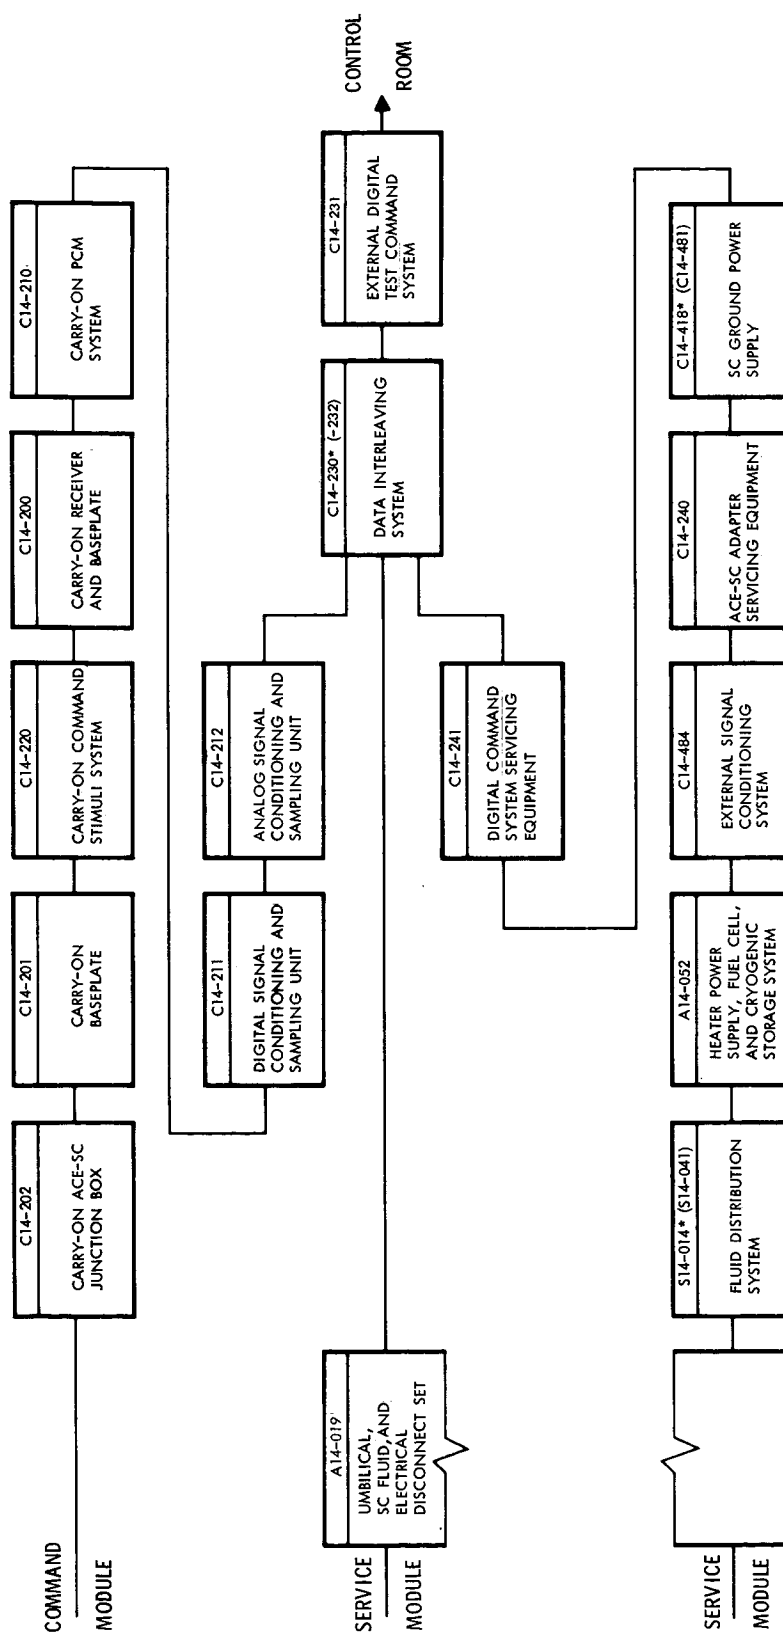 COMMAND
MODULE
C14-202
CARRY-ON ACE-SC
JUNCTION BOX
C14-201
CARRY-ON
BASEPLATE
C14-220
CARRY-ON COMMAND
STIMULI SYSTEM
C14-200
CARRY-ON RECEIVER
AND BASEPLATE
C14-210
CARRY-ON PCM
SYSTEM
C14-211
DIGITAL SIGNAL
CONDITIONING AND
SAMPLING UNIT
C14-212
ANALOG SIGNAL
CONDITIONING AND
SAMPLING UNIT
SERVICE
MODULE
A14-019
UMBILICAL,
SC FLUID, AND
ELECTRICAL
DISCONNECT SET
C14-230* (-232)
DATA INTERLEAVING
SYSTEM
C14-231
EXTERNAL DIGITAL
TEST COMMAND
SYSTEM
CONTROL
ROOM
C14-241
DIGITAL COMMAND
SYSTEM SERVICING
EQUIPMENT
SERVICE
MODULE
S14-014* (S14-041)
FLUID DISTRIBUTION
SYSTEM
A14-052
HEATER POWER
SUPPLY, FUEL CELL,
AND CRYOGENIC
STORAGE SYSTEM
C14-484
EXTERNAL SIGNAL
CONDITIONING
SYSTEM
C14-240
ACE-SC ADAPTER
SERVICING EQUIPMENT
C14-418* (C14-481)
SC GROUND POWER
SUPPLY